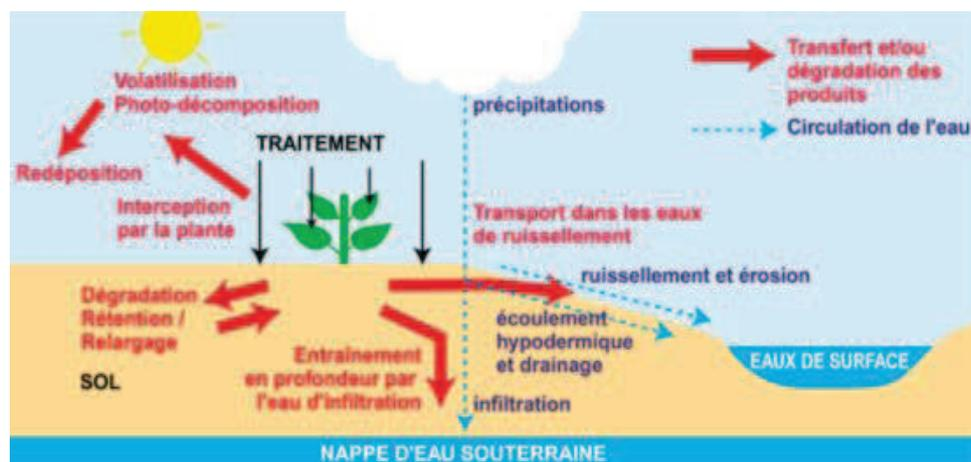 Volatilisation
Photo-décomposition
Redéposition
Interception
par la plante
TRAITEMENT
précipitations
Transfert et/ou
dégradation des
produits
Circulation de l'eau
Transport dans les eaux
de ruissellement
ruissellement et érosion
écoulement
hypodermique
et drainage
EAUX DE SURFACE
Dégradation
Rétention /
Relargage
Entraînement
en profondeur par
l'eau d'infiltration
SOL
infiltration
NAPPE D'EAU SOUTERRAINE